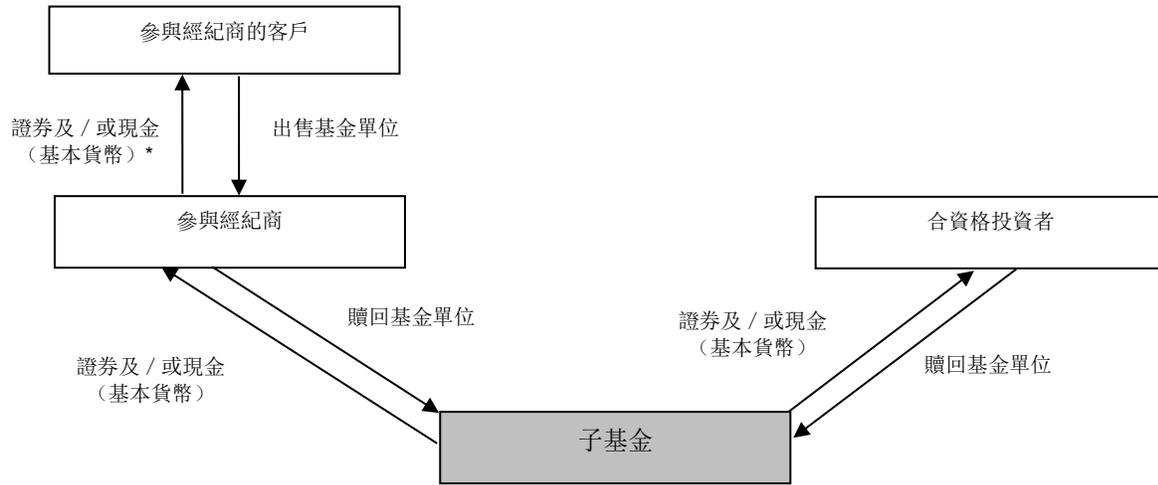 參與經紀商的客戶
證券及 / 或現金
（基本貨幣）*
出售基金單位
參與經紀商
合資格投資者
贖回基金單位
證券及 / 或現金
（基本貨幣）
證券及 / 或現金
（基本貨幣）
贖回基金單位
子基金